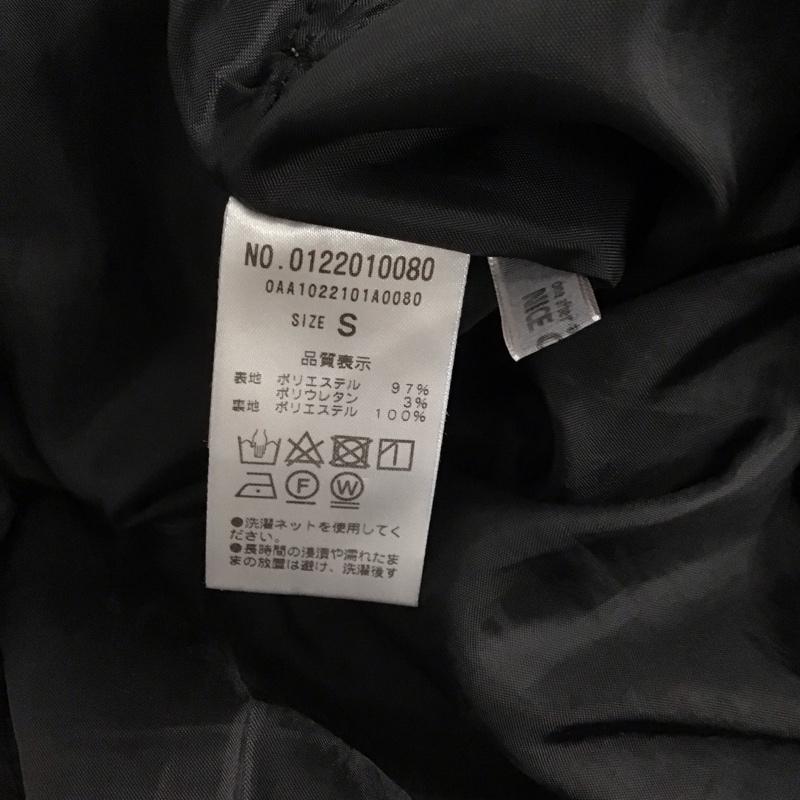 NO.0122010080
0AA1022101A0080
SIZE S
品質表示
表地 ポリエステル 97%
ポリウレタン 3%
裏地 ポリエステル 100%
F W
●洗濯ネットを使用してく
ださい。
●長時間の浸漬や濡れたま
まの放置は避け、洗濯後す
one after
NICE